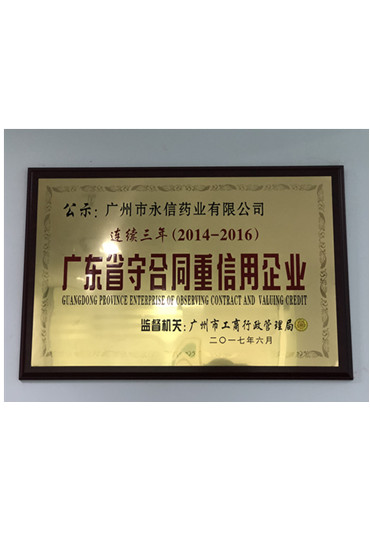 公示：广州市永信药业有限公司
连续三年(2014-2016)
广东省守合同重信用企业
GUANGDONG PROVINCE ENTERPRISE OF OBSERVING CONTRACT AND VALUING CREDIT
监督机关：广州市工商行政管理局
二〇一七年六月